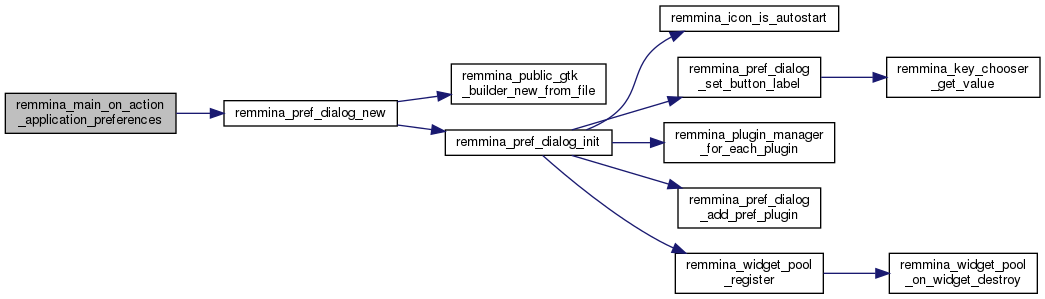 remmina_main_on_action
_application_preferences
remmina_pref_dialog_new
remmina_public_gtk
_builder_new_from_file
remmina_pref_dialog_init
remmina_icon_is_autostart
remmina_pref_dialog
_set_button_label
remmina_key_chooser
_get_value
remmina_plugin_manager
_for_each_plugin
remmina_pref_dialog
_add_pref_plugin
remmina_widget_pool
_register
remmina_widget_pool
_on_widget_destroy